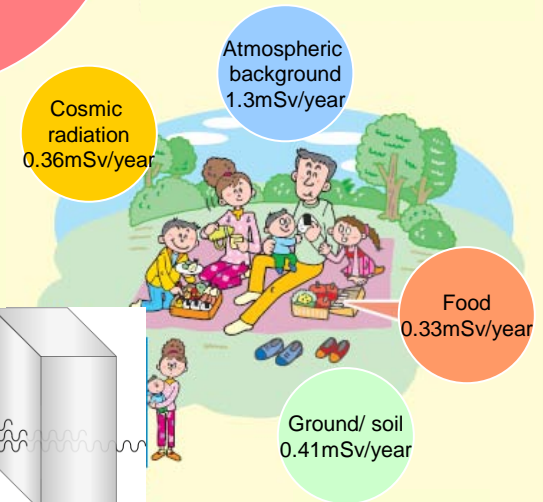 Atmospheric
background
1.3mSv/year
Cosmic
radiation
0.36mSv/year
Food
0.33mSv/year
Ground/ soil
0.41mSv/year